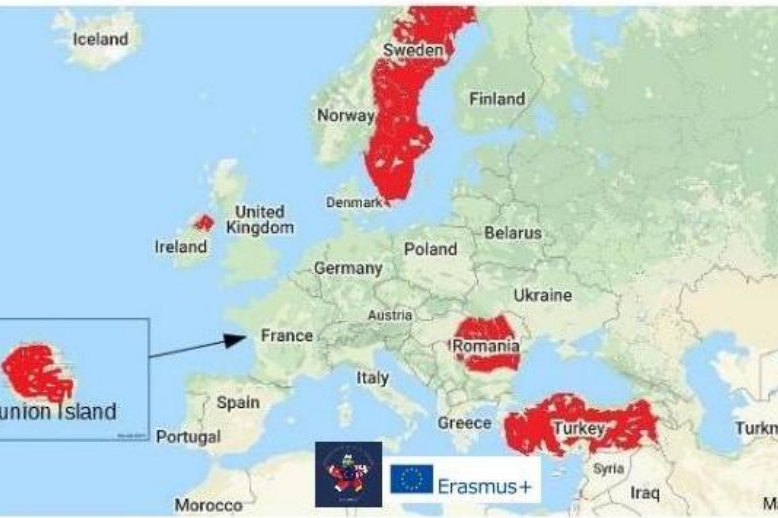 Iceland
Sweden
Finland
Norway
Denmark
United
Kingdom
Ireland
Belarus
Poland
Germany
Ukraine
Austria
France
Romania
Italy
union Island
Spain
Portugal
Greece
Turkey
Turkm
Syria
Erasmus+
Iraq
Morocco